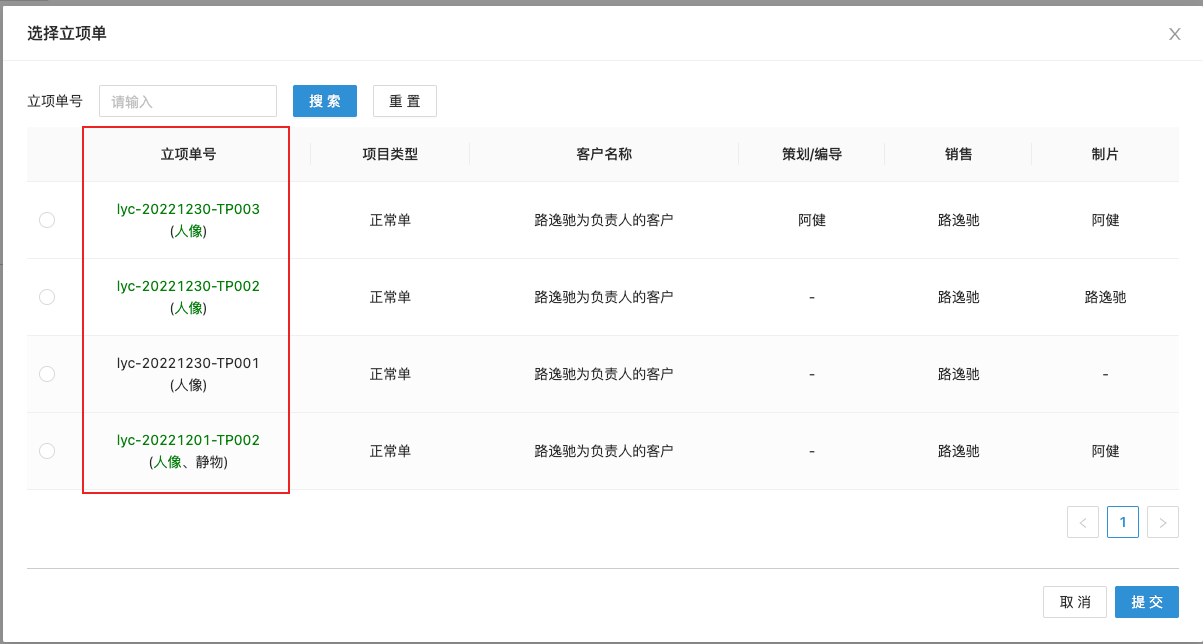 选择立项单
X
立项单号 请输入 搜 索 重 置
立项单号 项目类型 客户名称 策划/编导 销售 制片
lyc-20221230-TP003
(人像) 正常单 路逸驰为负责人的客户 阿健 路逸驰 阿健
lyc-20221230-TP002
(人像) 正常单 路逸驰为负责人的客户 - 路逸驰 路逸驰
lyc-20221230-TP001
(人像) 正常单 路逸驰为负责人的客户 - 路逸驰 -
lyc-20221201-TP002
(人像、静物) 正常单 路逸驰为负责人的客户 - 路逸驰 阿健
< 1 >
取 消 提 交